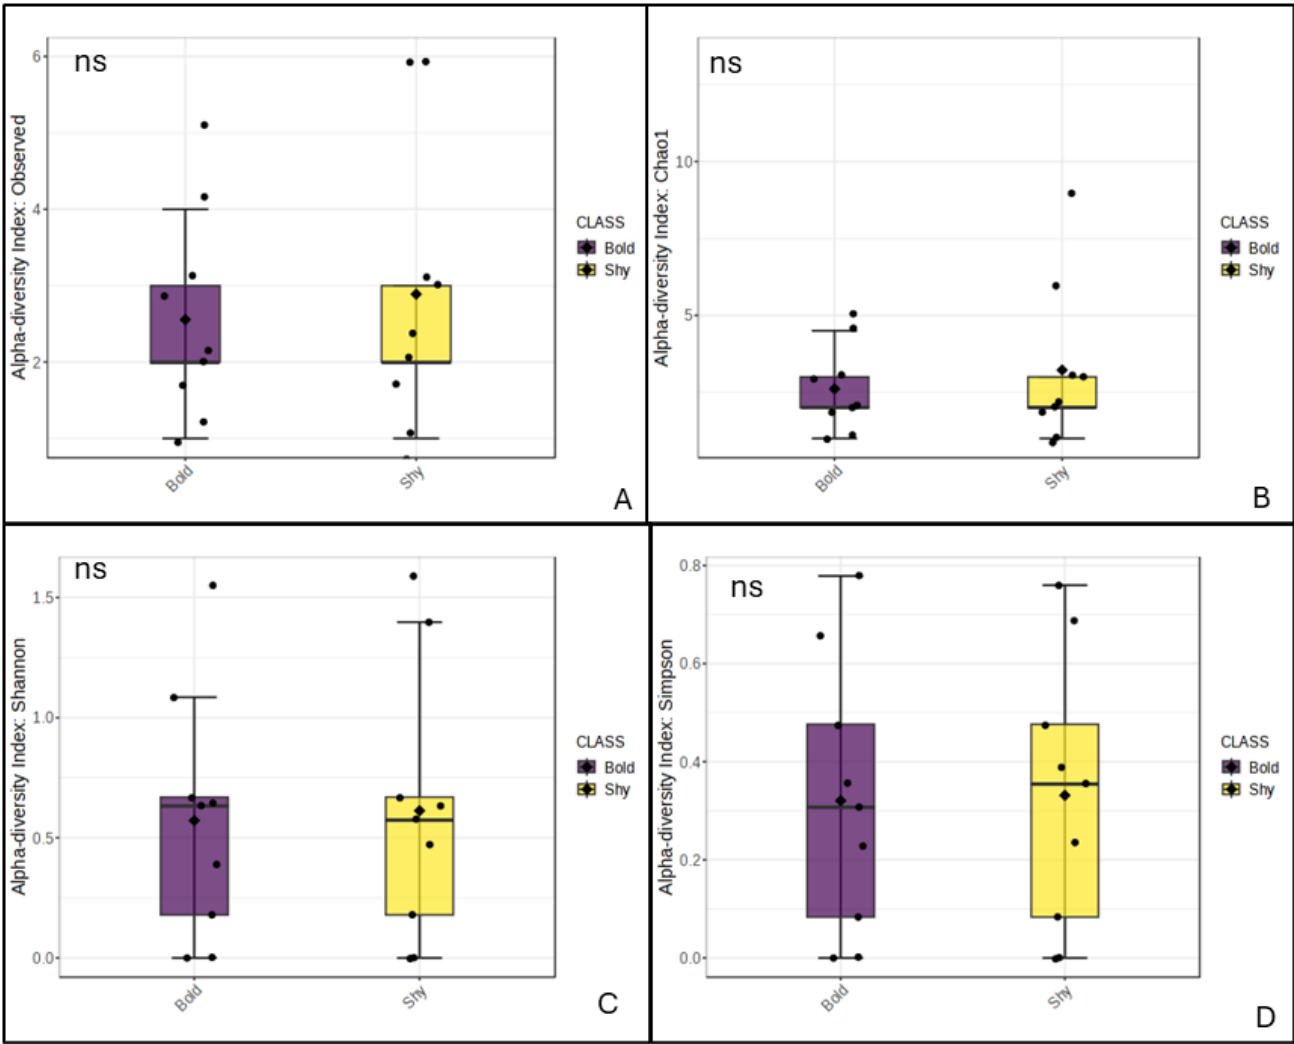 ns
6
4
2
Alpha-diversity Index: Observed
Bold
Shy
CLASS
Bold
Shy
A
ns
10
5
Alpha-diversity Index: Chao1
Bold
Shy
CLASS
Bold
Shy
B
ns
1.5
1.0
0.5
0.0
Alpha-diversity Index: Shannon
Bold
Shy
CLASS
Bold
Shy
C
ns
0.8
0.6
0.4
0.2
0.0
Alpha-diversity Index: Simpson
Bold
Shy
CLASS
Bold
Shy
D